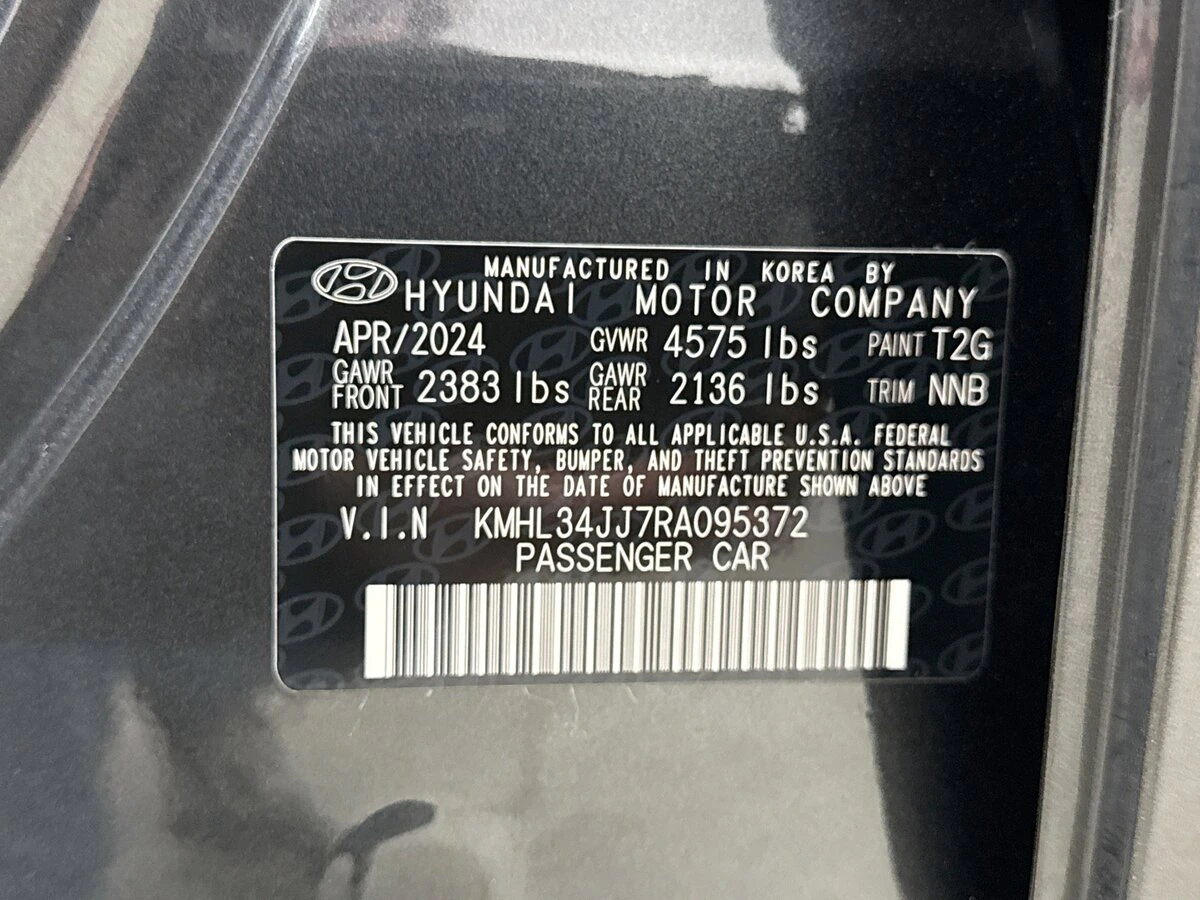 MANUFACTURED IN KOREA BY
HYUNDAI MOTOR COMPANY
APR/2024 GVWR 4575 lbs PAINT T2G
GAWR FRONT 2383 lbs GAWR REAR 2136 lbs TRIM NNB
THIS VEHICLE CONFORMS TO ALL APPLICABLE U.S.A. FEDERAL
MOTOR VEHICLE SAFETY, BUMPER, AND THEFT PREVENTION STANDARDS
IN EFFECT ON THE DATE OF MANUFACTURE SHOWN ABOVE
V.I.N KMHL34JJ7RA095372
PASSENGER CAR